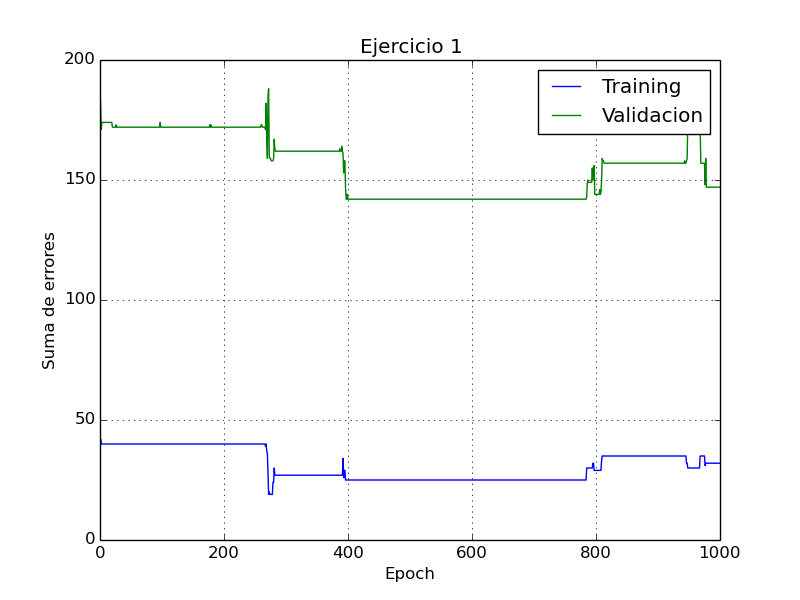 Ejercicio 1
Training
Validacion
200
150
100
50
0
0 200 400 600 800 1000
Suma de errores
Epoch